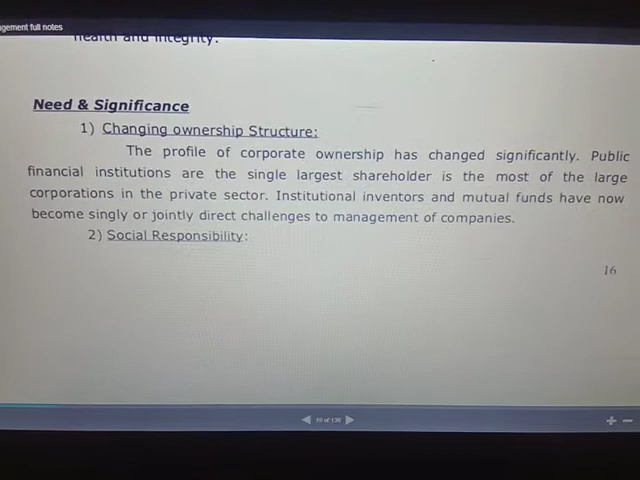 gement full notes
health and integrity.
Need & Significance
1) Changing ownership Structure:
The profile of corporate ownership has changed significantly. Public
financial institutions are the single largest shareholder is the most of the large
corporations in the private sector. Institutional inventors and mutual funds have now
become singly or jointly direct challenges to management of companies.
2) Social Responsibility:
16